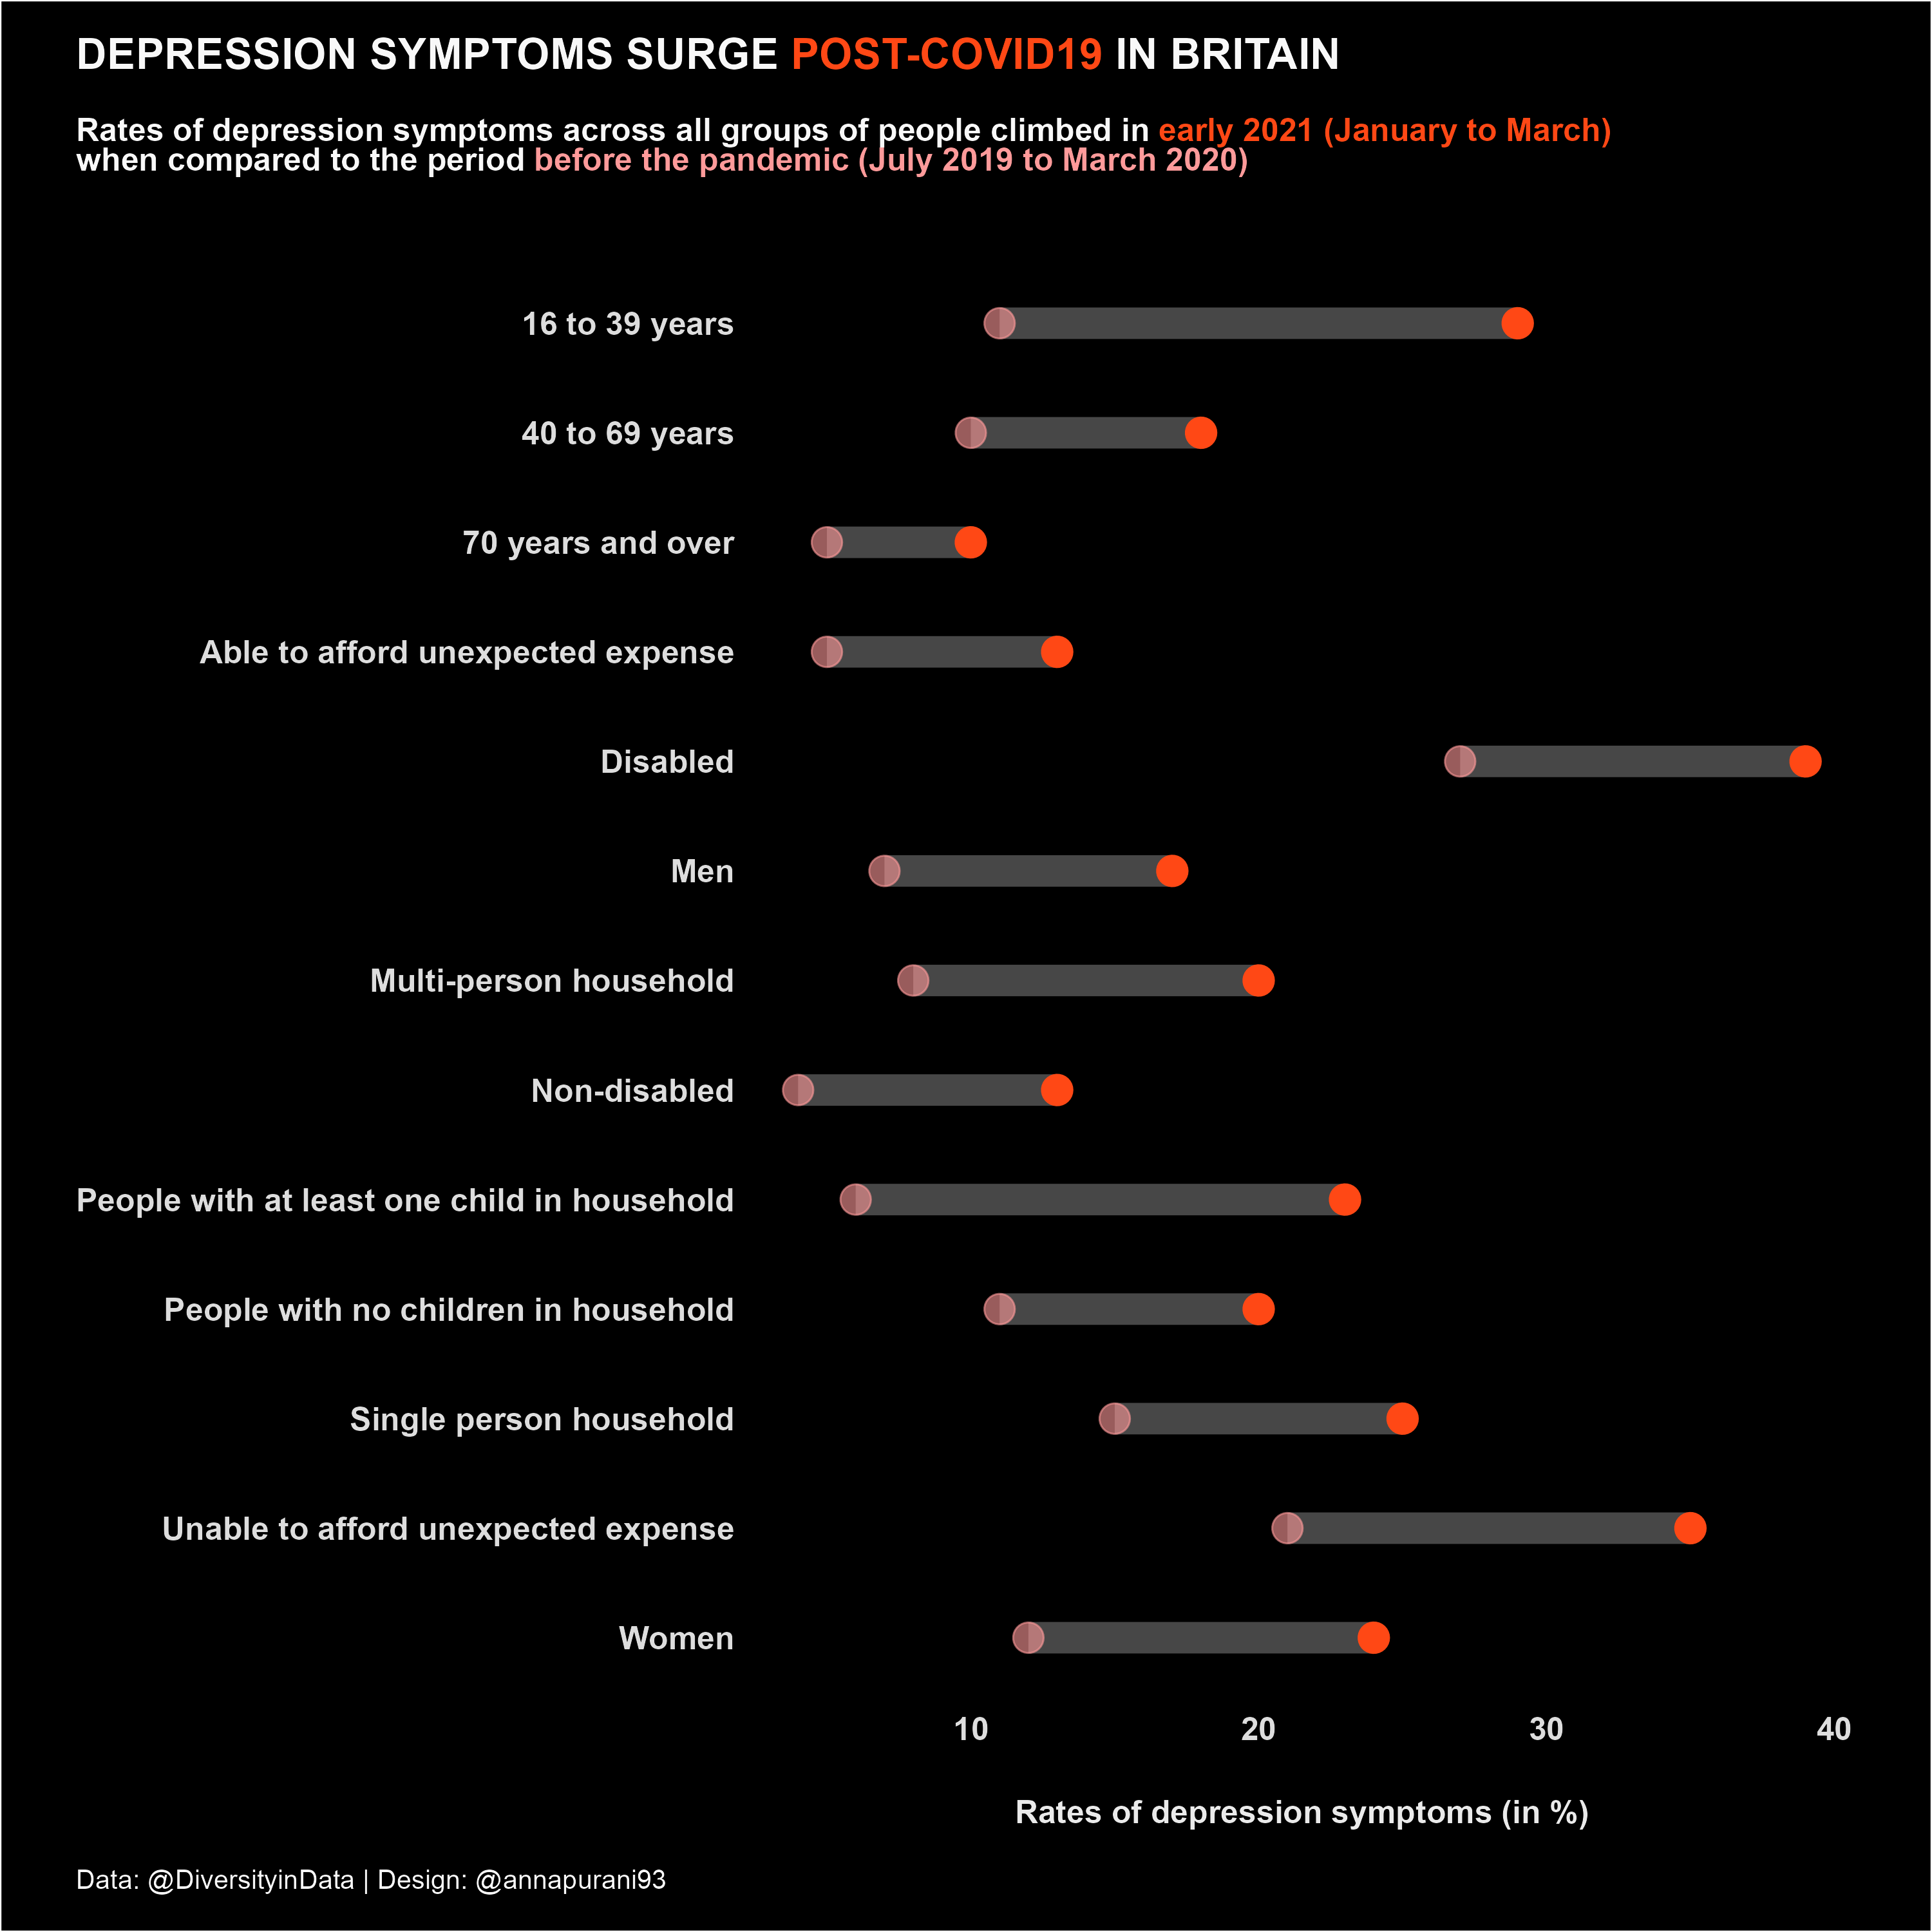 DEPRESSION SYMPTOMS SURGE POST-COVID19 IN BRITAIN
Rates of depression symptoms across all groups of people climbed in early 2021 (January to March)
when compared to the period before the pandemic (July 2019 to March 2020)
16 to 39 years
40 to 69 years
70 years and over
Able to afford unexpected expense
Disabled
Men
Multi-person household
Non-disabled
People with at least one child in household
People with no children in household
Single person household
Unable to afford unexpected expense
Women
10 20 30 40
Rates of depression symptoms (in %)
Data: @DiversityinData | Design: @annapurani93